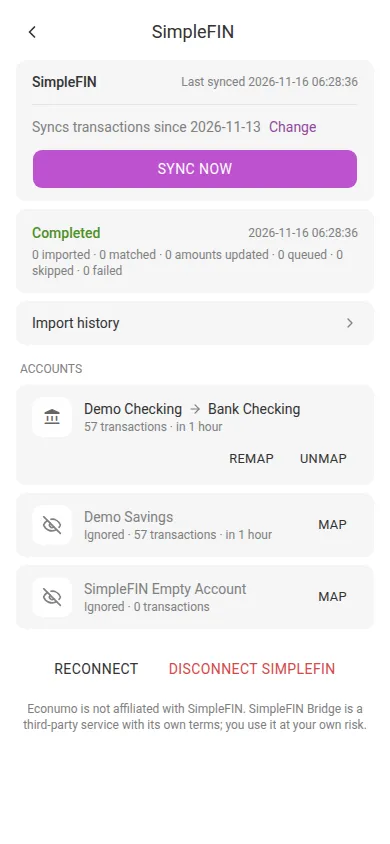 SimpleFIN
SimpleFIN
Last synced 2026-11-16 06:28:36
Syncs transactions since 2026-11-13 Change
SYNC NOW
Completed
2026-11-16 06:28:36
0 imported · 0 matched · 0 amounts updated · 0 queued · 0
skipped · 0 failed
Import history
ACCOUNTS
Demo Checking → Bank Checking
57 transactions · in 1 hour
REMAP
UNMAP
Demo Savings
Ignored · 57 transactions · in 1 hour
MAP
SimpleFIN Empty Account
Ignored · 0 transactions
MAP
RECONNECT
DISCONNECT SIMPLEFIN
Econumo is not affiliated with SimpleFIN. SimpleFIN Bridge is a
third-party service with its own terms; you use it at your own risk.